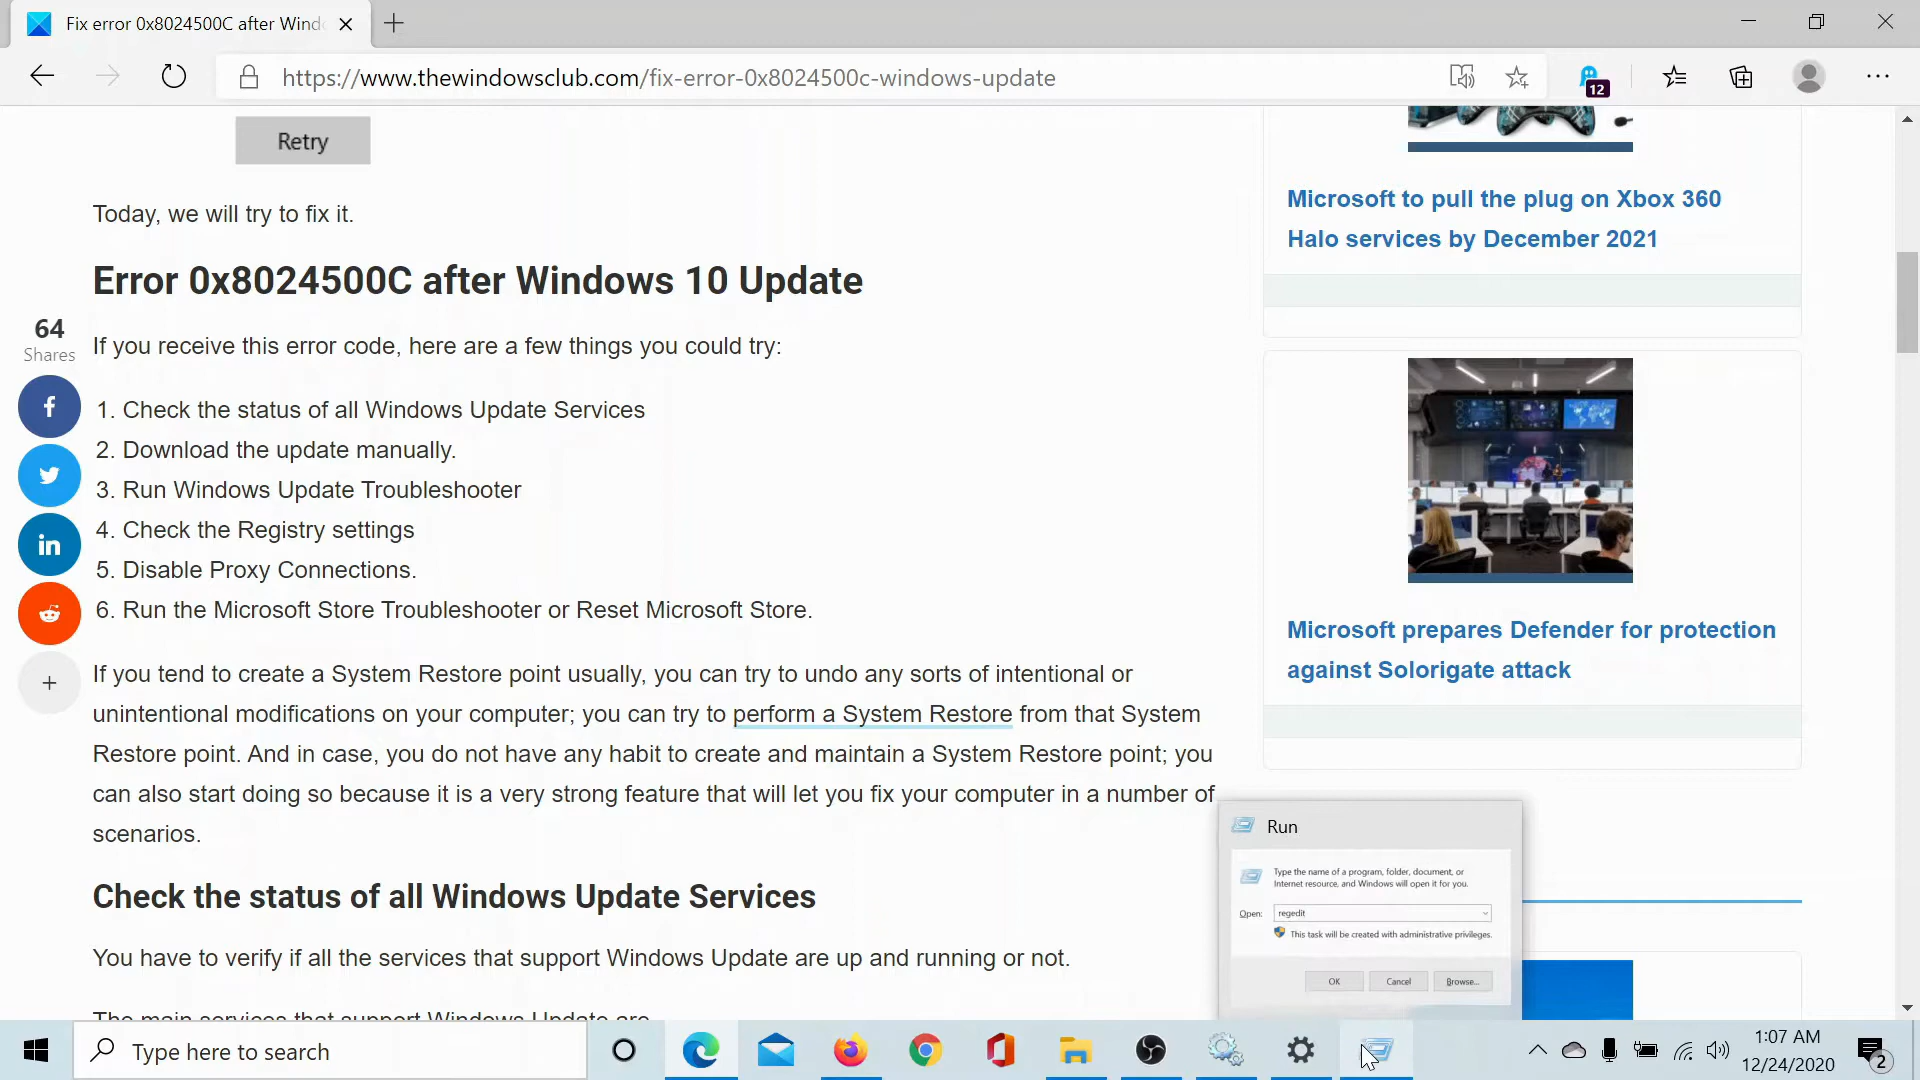 Fix error 0x8024500C after Wind
https://www.thewindowsclub.com/fix-error-0x8024500c-windows-update
12
Retry
Today, we will try to fix it.
Error 0x8024500C after Windows 10 Update
If you receive this error code, here are a few things you could try:
1. Check the status of all Windows Update Services
2. Download the update manually.
3. Run Windows Update Troubleshooter
4. Check the Registry settings
5. Disable Proxy Connections.
6. Run the Microsoft Store Troubleshooter or Reset Microsoft Store.
If you tend to create a System Restore point usually, you can try to undo any sorts of intentional or
unintentional modifications on your computer; you can try to perform a System Restore from that System
Restore point. And in case, you do not have any habit to create and maintain a System Restore point; you
can also start doing so because it is a very strong feature that will let you fix your computer in a number of
scenarios.
Check the status of all Windows Update Services
You have to verify if all the services that support Windows Update are up and running or not.
The main services that support Windows Update are
64
Shares
Microsoft to pull the plug on Xbox 360
Halo services by December 2021
Microsoft prepares Defender for protection
against Solorigate attack
Run
Type the name of a program, folder, document, or
Internet resource, and Windows will open it for you.
Open: regedit
This task will be created with administrative privileges.
OK Cancel Browse...
Type here to search
1:07 AM
12/24/2020
2